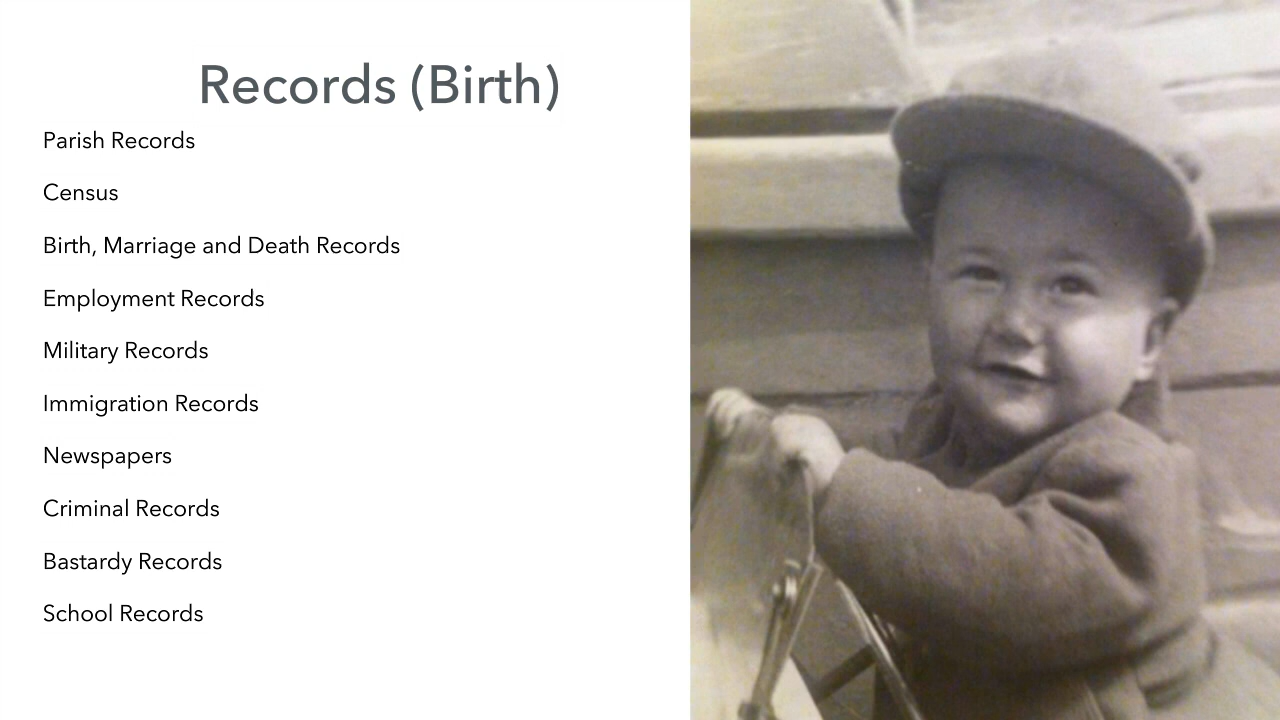 Records (Birth)
Parish Records
Census
Birth, Marriage and Death Records
Employment Records
Military Records
Immigration Records
Newspapers
Criminal Records
Bastardy Records
School Records